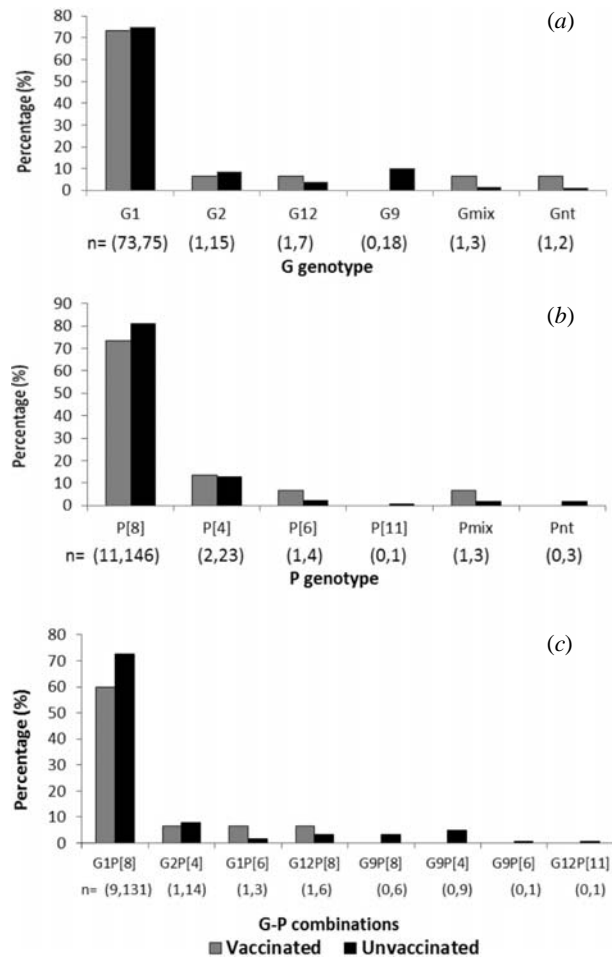 (a)
Percentage (%)
80
70
60
50
40
30
20
10
0
G1 G2 G12 G9 Gmix Gnt
n= (73,75) (1,15) (1,7) (0,18) (1,3) (1,2)
G genotype
(b)
Percentage (%)
90
80
70
60
50
40
30
20
10
0
P[8] P[4] P[6] P[11] Pmix Pnt
n= (11,146) (2,23) (1,4) (0,1) (1,3) (0,3)
P genotype
(c)
Percentage (%)
80
70
60
50
40
30
20
10
0
G1P[8] G2P[4] G1P[6] G12P[8] G9P[8] G9P[4] G9P[6] G12P[11]
n= (9,131) (1,14) (1,3) (1,6) (0,6) (0,9) (0,1) (0,1)
G-P combinations
Vaccinated Unvaccinated